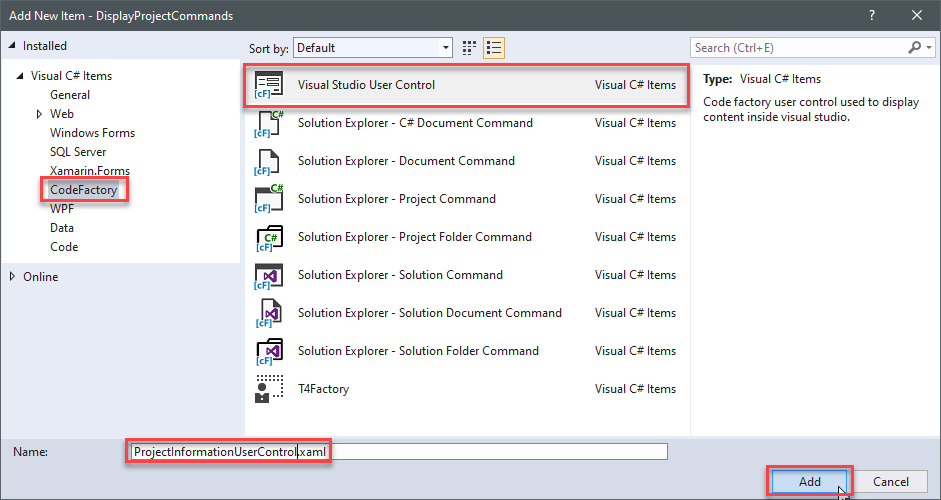 Add New Item - DisplayProjectCommands ?
Installed
Sort by: Default
Search (Ctrl+E)
Visual C# Items
General
Web
Windows Forms
SQL Server
Xamarin.Forms
CodeFactory
WPF
Data
Code
Online
[cF] Visual Studio User Control Visual C# Items
C# [cF] Solution Explorer - C# Document Command Visual C# Items
[cF] Solution Explorer - Document Command Visual C# Items
C# [cF] Solution Explorer - Project Command Visual C# Items
C# [cF] Solution Explorer - Project Folder Command Visual C# Items
[cF] Solution Explorer - Solution Command Visual C# Items
[cF] Solution Explorer - Solution Document Command Visual C# Items
[cF] Solution Explorer - Solution Folder Command Visual C# Items
T4Factory Visual C# Items
Type: Visual C# Items
Code factory user control used to display
content inside visual studio.
Name: ProjectInformationUserControl.xaml
Add Cancel